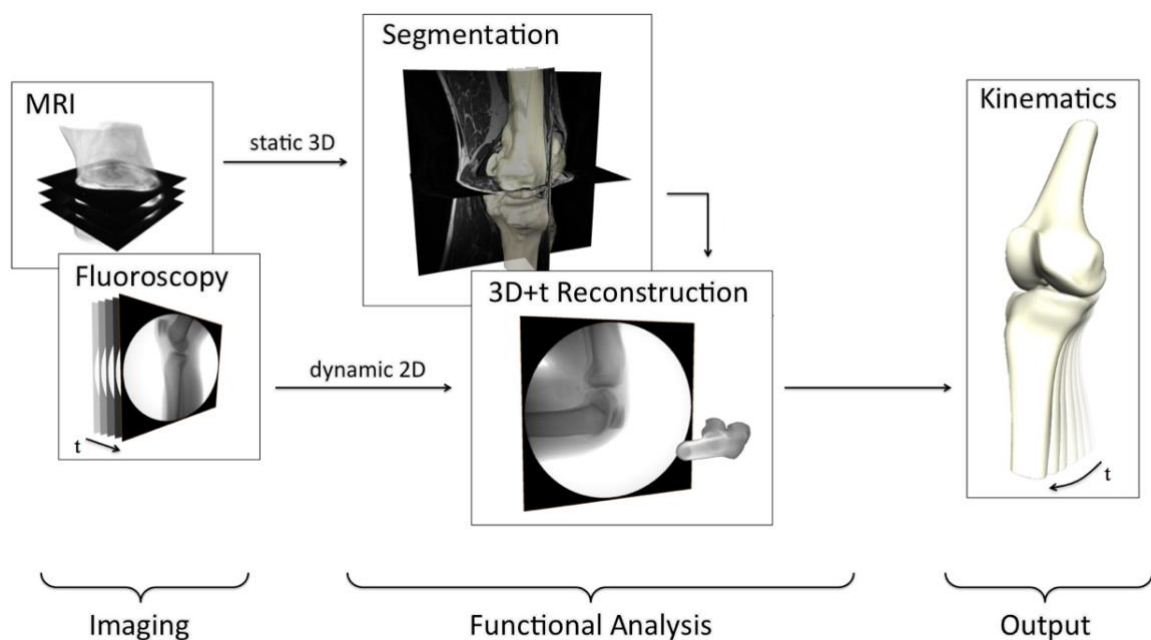 Segmentation
MRI
static 3D
Kinematics
Fluoroscopy
3D+t Reconstruction
dynamic 2D
t
t
Imaging
Functional Analysis
Output